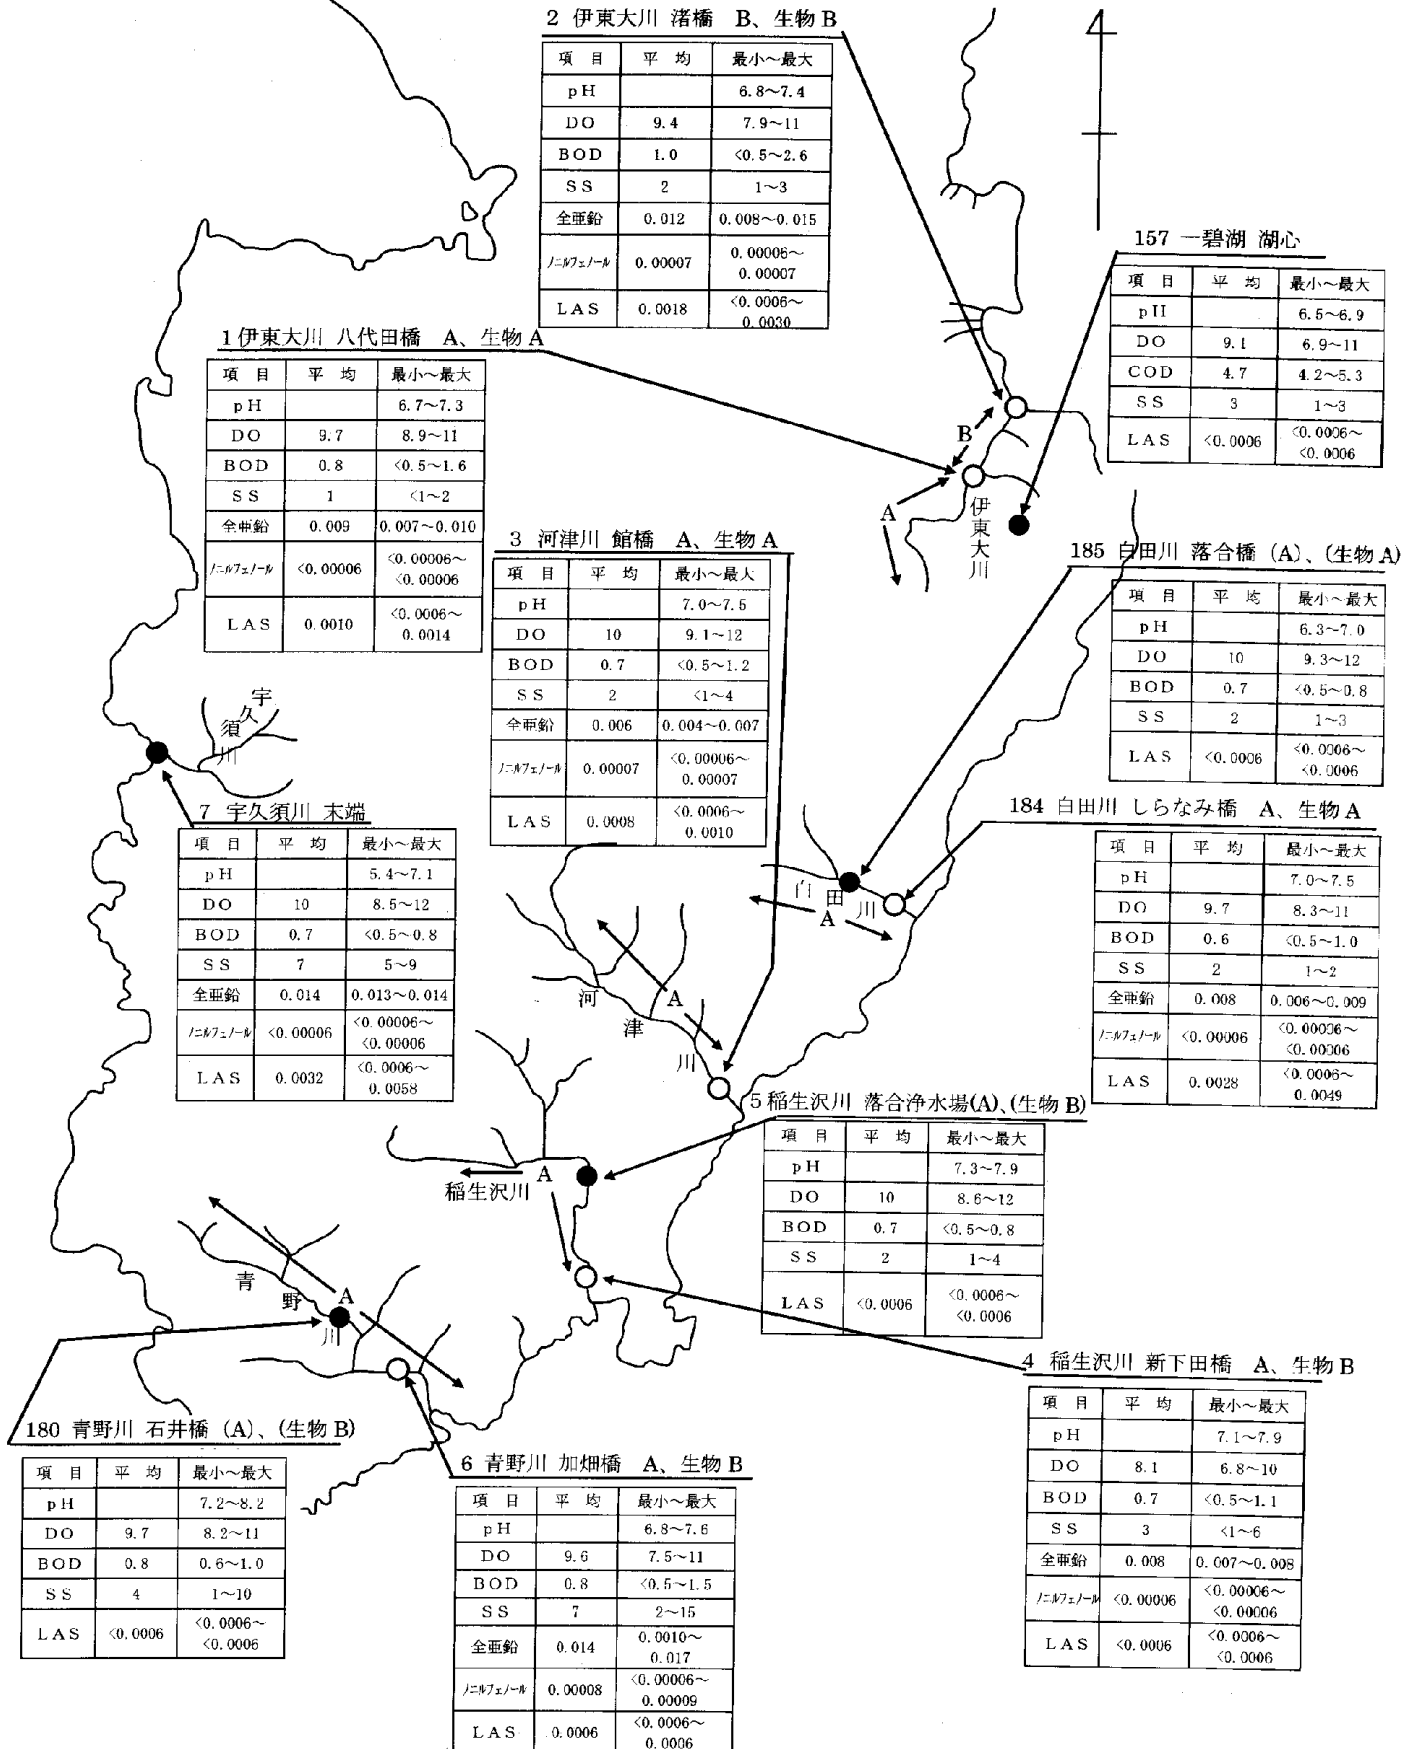 2 伊東大川 渚橋 B、生物 B
項 目 平 均 最小～最大
pH 6.8～7.4
DO 9.4 7.9～11
BOD 1.0 <0.5～2.6
SS 2 1～3
全亜鉛 0.012 0.008～0.015
ノニルフェノール 0.00007 0.00006～
0.00007
LAS 0.0018 <0.0006～
0.0030
157 一碧湖 湖心
項 目 平 均 最小～最大
pH 6.5～6.9
DO 9.1 6.9～11
COD 4.7 4.2～5.3
SS 3 1～3
LAS <0.0006 <0.0006～
<0.0006
1 伊東大川 八代田橋 A、生物 A
項 目 平 均 最小～最大
pH 6.7～7.3
DO 9.7 8.9～11
BOD 0.8 <0.5～1.6
SS 1 <1～2
全亜鉛 0.009 0.007～0.010
ノニルフェノール <0.00006 <0.00006～
<0.00006
LAS 0.0010 <0.0006～
0.0014
B
A
伊東大川
3 河津川 館橋 A、生物 A
項 目 平 均 最小～最大
pH 7.0～7.5
DO 10 9.1～12
BOD 0.7 <0.5～1.2
SS 2 <1～4
全亜鉛 0.006 0.004～0.007
ノニルフェノール 0.00007 <0.00006～
0.00007
LAS 0.0008 <0.0006～
0.0010
185 白田川 落合橋 (A)、(生物 A)
項 目 平 均 最小～最大
pH 6.3～7.0
DO 10 9.3～12
BOD 0.7 <0.5～0.8
SS 2 1～3
LAS <0.0006 <0.0006～
<0.0006
宇久須川
7 宇久須川 末端
項 目 平 均 最小～最大
pH 5.4～7.1
DO 10 8.5～12
BOD 0.7 <0.5～0.8
SS 7 5～9
全亜鉛 0.014 0.013～0.014
ノニルフェノール <0.00006 <0.00006～
<0.00006
LAS 0.0032 <0.0006～
0.0058
184 白田川 しらなみ橋 A、生物 A
項 目 平 均 最小～最大
pH 7.0～7.5
DO 9.7 8.3～11
BOD 0.6 <0.5～1.0
SS 2 1～2
全亜鉛 0.008 0.006～0.009
ノニルフェノール <0.00006 <0.00006～
<0.00006
LAS 0.0028 <0.0006～
0.0049
白田川
A
河津川
A
5 稲生沢川 落合浄水場(A)、(生物 B)
項 目 平 均 最小～最大
pH 7.3～7.9
DO 10 8.6～12
BOD 0.7 <0.5～0.8
SS 2 1～4
LAS <0.0006 <0.0006～
<0.0006
A
稲生沢川
青野川
A
4 稲生沢川 新下田橋 A、生物 B
項 目 平 均 最小～最大
pH 7.1～7.9
DO 8.1 6.8～10
BOD 0.7 <0.5～1.1
SS 3 <1～6
全亜鉛 0.008 0.007～0.008
ノニルフェノール <0.00006 <0.00006～
<0.00006
LAS <0.0006 <0.0006～
<0.0006
180 青野川 石井橋 (A)、(生物 B)
項 目 平 均 最小～最大
pH 7.2～8.2
DO 9.7 8.2～11
BOD 0.8 0.6～1.0
SS 4 1～10
LAS <0.0006 <0.0006～
<0.0006
6 青野川 加畑橋 A、生物 B
項 目 平 均 最小～最大
pH 6.8～7.6
DO 9.6 7.5～11
BOD 0.8 <0.5～1.5
SS 7 2～15
全亜鉛 0.014 0.0010～
0.017
ノニルフェノール 0.00008 <0.00006～
0.00009
LAS 0.0006 <0.0006～
0.0006